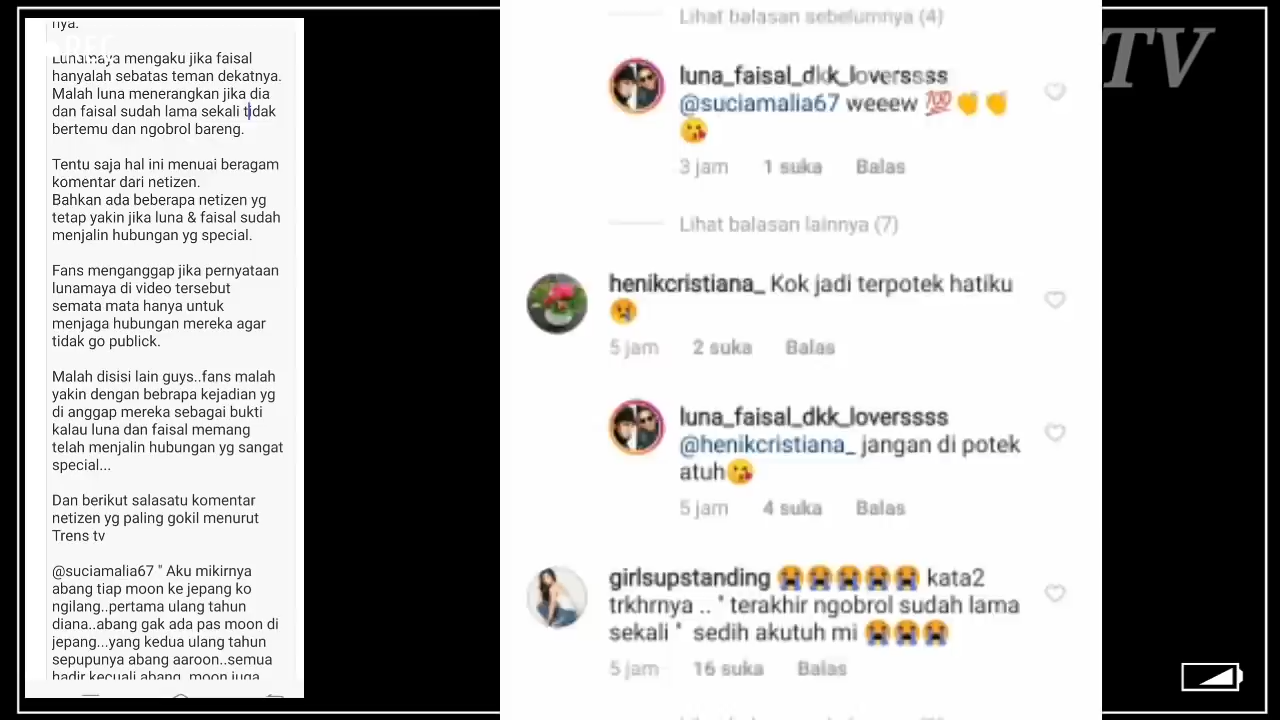 nya.
Lunamaya mengaku jika faisal
hanyalah sebatas teman dekatnya.
Malah luna menerangkan jika dia
dan faisal sudah lama sekali tidak
bertemu dan ngobrol bareng.
Tentu saja hal ini menuai beragam
komentar dari netizen.
Bahkan ada beberapa netizen yg
tetap yakin jika luna & faisal sudah
menjalin hubungan yg special.
Fans menganggap jika pernyataan
lunamaya di video tersebut
semata mata hanya untuk
menjaga hubungan mereka agar
tidak go publick.
Malah disisi lain guys..fans malah
yakin dengan bebrapa kejadian yg
di anggap mereka sebagai bukti
kalau luna dan faisal memang
telah menjalin hubungan yg sangat
special...
Dan berikut salasatu komentar
netizen yg paling gokil menurut
Trens tv
@suciamalia67 " Aku mikirnya
abang tiap moon ke jepang ko
ngilang..pertama ulang tahun
diana..abang gak ada pas moon di
jepang...yang kedua ulang tahun
sepupunya abang aaroon..semua
hadir kecuali abang..moon juga
REC
Lihat balasan sebelumnya (4)
luna_faisal_dkk_loverssss
@suciamalia67 weeew 💯👏👏
😘
3 jam 1 suka Balas
Lihat balasan lainnya (7)
henikcristiana_ Kok jadi terpotek hatiku
😢
5 jam 2 suka Balas
luna_faisal_dkk_loverssss
@henikcristiana_ jangan di potek
atuh😘
5 jam 4 suka Balas
girlsupstanding 😭😭😭😭😭 kata2
trkhrnya .. " terakhir ngobrol sudah lama
sekali " sedih akutuh mi 😭😭😭
5 jam 16 suka Balas
TV